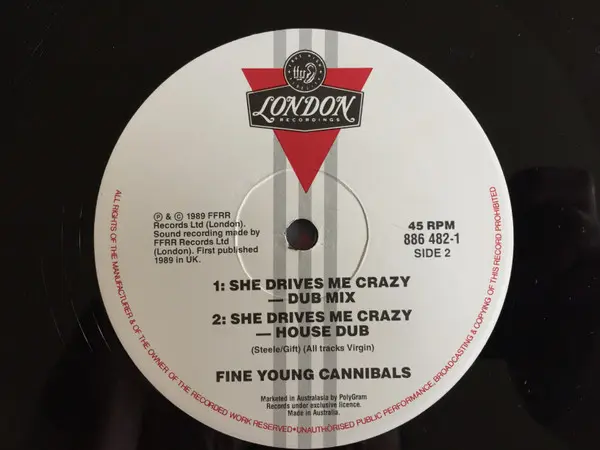 ffrr
LONDON
RECORDINGS
Ⓟ & © 1989 FFRR
Records Ltd (London).
Sound recording made by
FFRR Records Ltd
(London). First published
1989 in UK.
45 RPM
886 482-1
SIDE 2
1: SHE DRIVES ME CRAZY
— DUB MIX
2: SHE DRIVES ME CRAZY
— HOUSE DUB
(Steele/Gift) (All tracks Virgin)
FINE YOUNG CANNIBALS
Marketed in Australasia by PolyGram
Records under exclusive licence.
Made in Australia.
ALL RIGHTS OF THE MANUFACTURER & OF THE OWNER OF THE RECORDED WORK RESERVED•UNAUTHORISED PUBLIC PERFORMANCE, BROADCASTING & COPYING OF THIS RECORD PROHIBITED